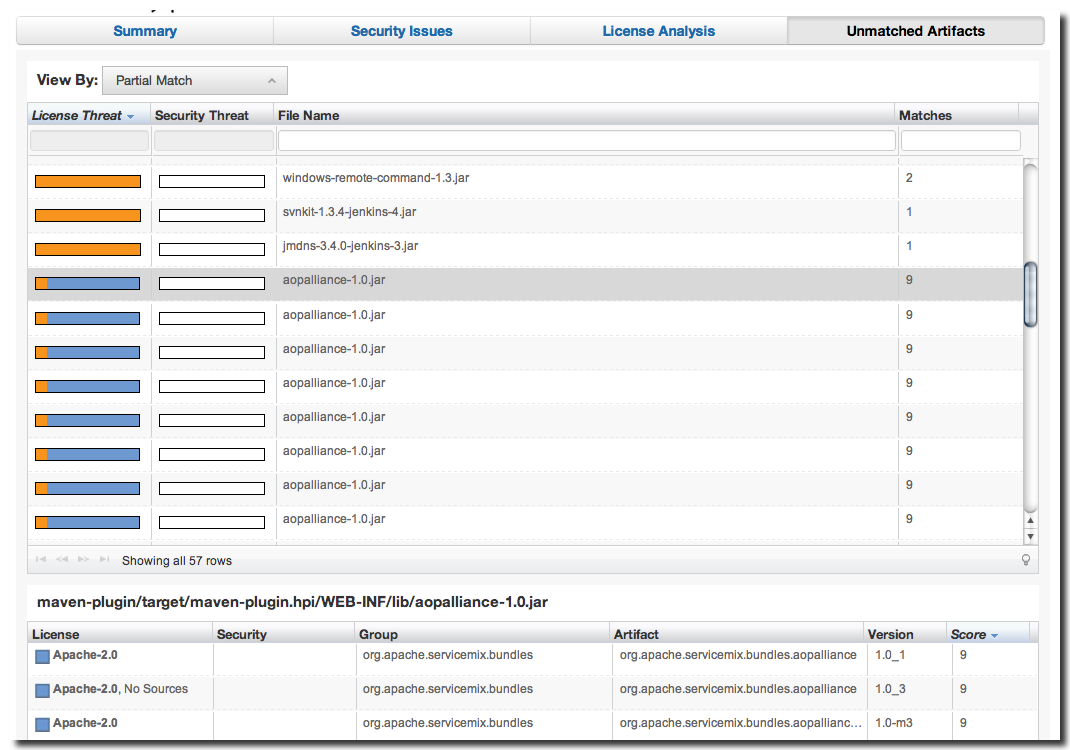 Summary Security Issues License Analysis Unmatched Artifacts
View By: Partial Match
License Threat Security Threat File Name Matches
windows-remote-command-1.3.jar 2
svnkit-1.3.4-jenkins-4.jar 1
jmdns-3.4.0-jenkins-3.jar 1
aopalliance-1.0.jar 9
aopalliance-1.0.jar 9
aopalliance-1.0.jar 9
aopalliance-1.0.jar 9
aopalliance-1.0.jar 9
aopalliance-1.0.jar 9
aopalliance-1.0.jar 9
aopalliance-1.0.jar 9
Showing all 57 rows
maven-plugin/target/maven-plugin.hpi/WEB-INF/lib/aopalliance-1.0.jar
License Security Group Artifact Version Score
Apache-2.0 org.apache.servicemix.bundles org.apache.servicemix.bundles.aopalliance 1.0_1 9
Apache-2.0, No Sources org.apache.servicemix.bundles org.apache.servicemix.bundles.aopalliance 1.0_3 9
Apache-2.0 org.apache.servicemix.bundles org.apache.servicemix.bundles.aopallianc... 1.0-m3 9